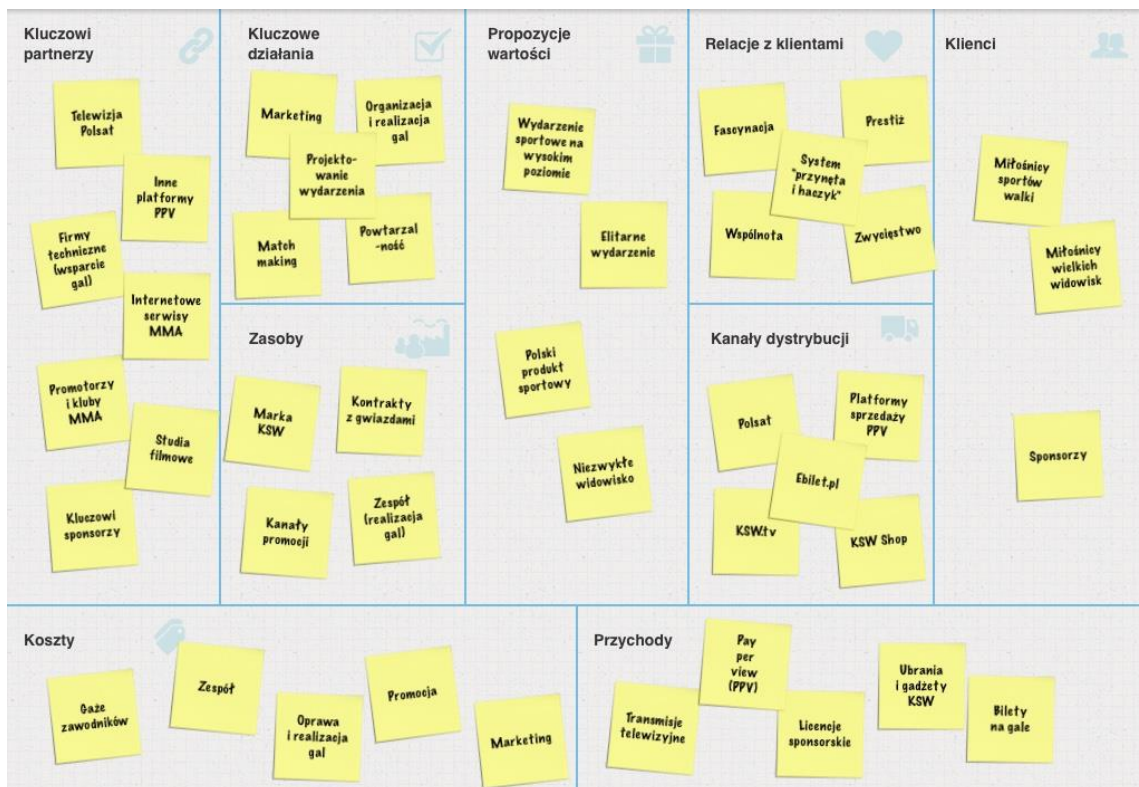 Kluczowi
partnerzy
Telewizja
Polsat
Inne
platformy
PPV
Firmy
techniczne
(wsparcie
gal)
Internetowe
serwisy
MMA
Promotorzy
i kluby
MMA
Studia
filmowe
Kluczowi
sponsorzy
Kluczowe
działania
Marketing
Organizacja
i realizacja
gal
Projekto-
wanie
wydarzenia
Match
making
Powtarzal
-ność
Zasoby
Marka
KSW
Kontrakty
z gwiazdami
Kanały
promocji
Zespół
(realizacja
gal)
Propozycje
wartości
Wydarzenie
sportowe na
wysokim
poziomie
Elitarne
wydarzenie
Polski
produkt
sportowy
Niezwykłe
widowisko
Relacje z klientami
Fascynacja
Prestiż
System
"przynęta
i haczyk"
Wspólnota
Zwycięstwo
Kanały dystrybucji
Polsat
Platformy
sprzedaży
PPV
Ebilet.pl
KSW.tv
KSW Shop
Klienci
Miłośnicy
sportów
walki
Miłośnicy
wielkich
widowisk
Sponsorzy
Koszty
Gaże
zawodników
Zespół
Oprawa
i realizacja
gal
Promocja
Marketing
Przychody
Transmisje
telewizyjne
Pay
per
view
(PPV)
Licencje
sponsorskie
Ubrania
i gadżety
KSW
Bilety
na gale